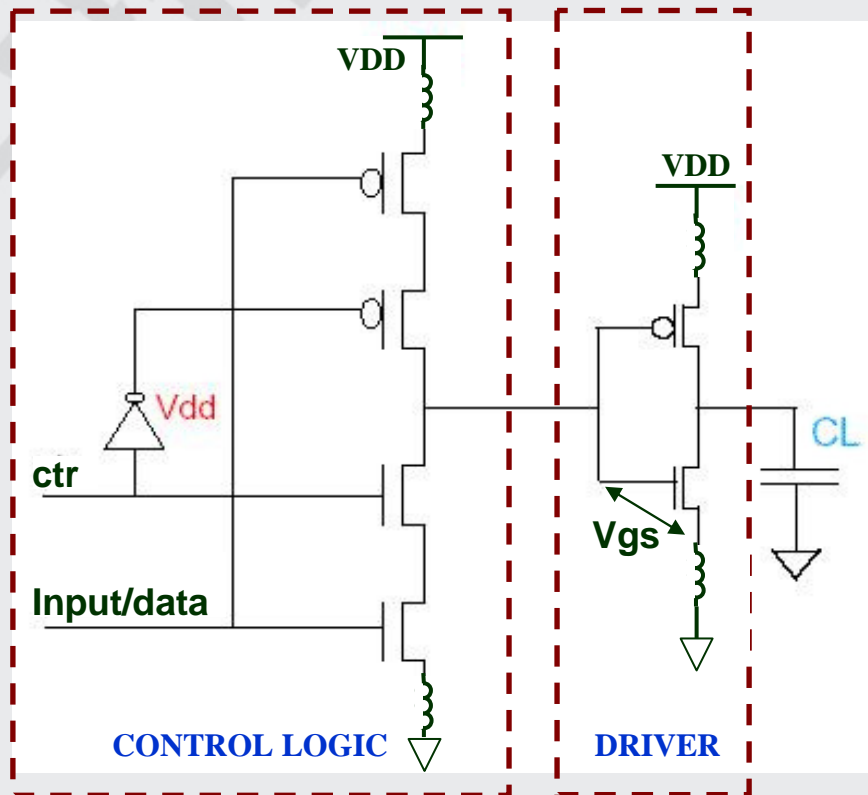 VDD
VDD
Vdd
CL
ctr
Vgs
Input/data
CONTROL LOGIC
DRIVER